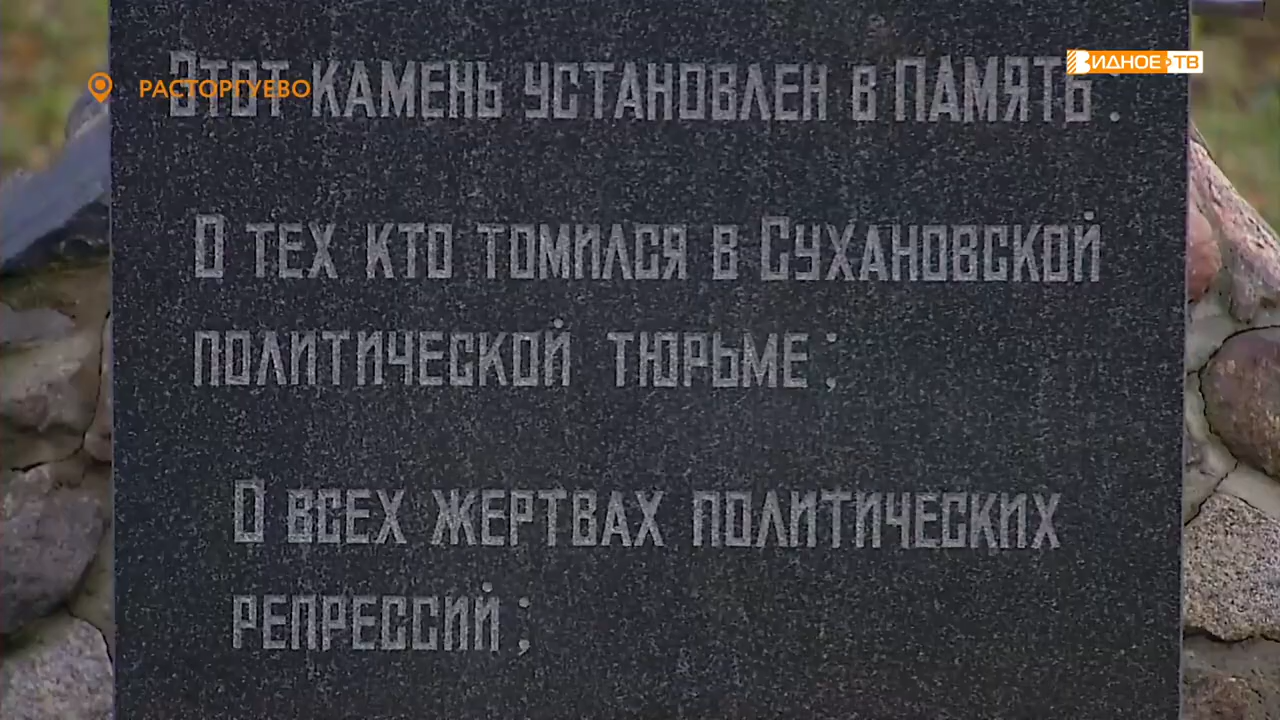 РАСТОРГУЕВО
ВИДНОЕ ТВ
Этот камень установлен в память :
О тех кто томился в Сухановской
политической тюрьме ;
О всех жертвах политических
репрессий ;